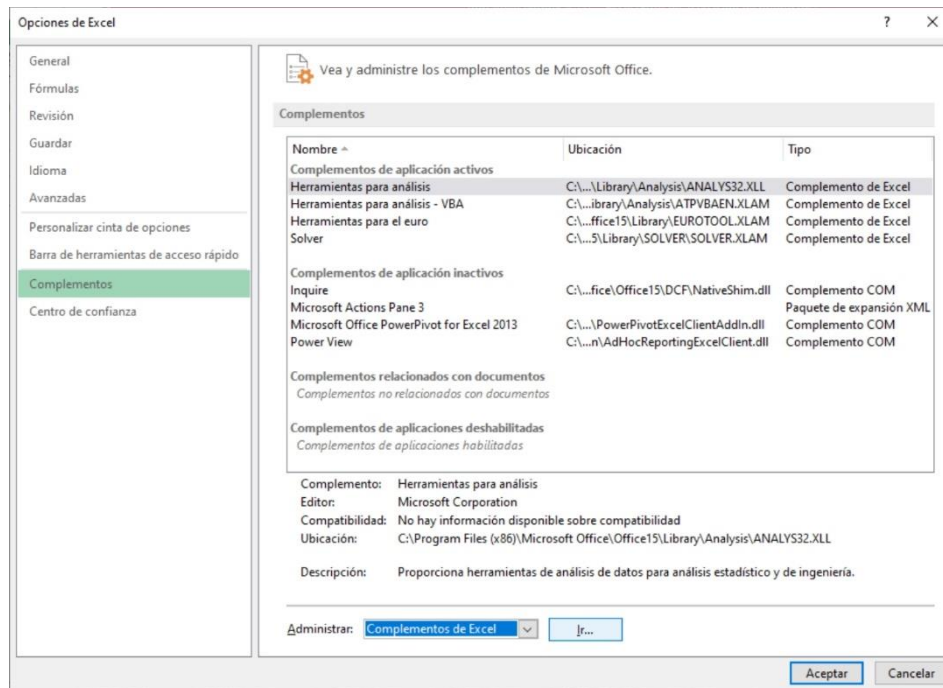 Opciones de Excel ? ×
General
Fórmulas
Revisión
Guardar
Idioma
Avanzadas
Personalizar cinta de opciones
Barra de herramientas de acceso rápido
Complementos
Centro de confianza
Vea y administre los complementos de Microsoft Office.
Complementos
Nombre Ubicación Tipo
Complementos de aplicación activos
Herramientas para análisis C:\...\Library\Analysis\ANALYS32.XLL Complemento de Excel
Herramientas para análisis - VBA C:\...ibrary\Analysis\ATPVBAEN.XLAM Complemento de Excel
Herramientas para el euro C:\...ffice15\Library\EUROTOOL.XLAM Complemento de Excel
Solver C:\...5\Library\SOLVER\SOLVER.XLAM Complemento de Excel
Complementos de aplicación inactivos
Inquire C:\...fice\Office15\DCF\NativeShim.dll Complemento COM
Microsoft Actions Pane 3 Paquete de expansión XML
Microsoft Office PowerPivot for Excel 2013 C:\...\PowerPivotExcelClientAddIn.dll Complemento COM
Power View C:\...n\AdHocReportingExcelClient.dll Complemento COM
Complementos relacionados con documentos
Complementos no relacionados con documentos
Complementos de aplicaciones deshabilitadas
Complementos de aplicaciones habilitadas
Complemento: Herramientas para análisis
Editor: Microsoft Corporation
Compatibilidad: No hay información disponible sobre compatibilidad
Ubicación: C:\Program Files (x86)\Microsoft Office\Office15\Library\Analysis\ANALYS32.XLL
Descripción: Proporciona herramientas de análisis de datos para análisis estadístico y de ingeniería.
Administrar: Complementos de Excel Ir...
Aceptar Cancelar